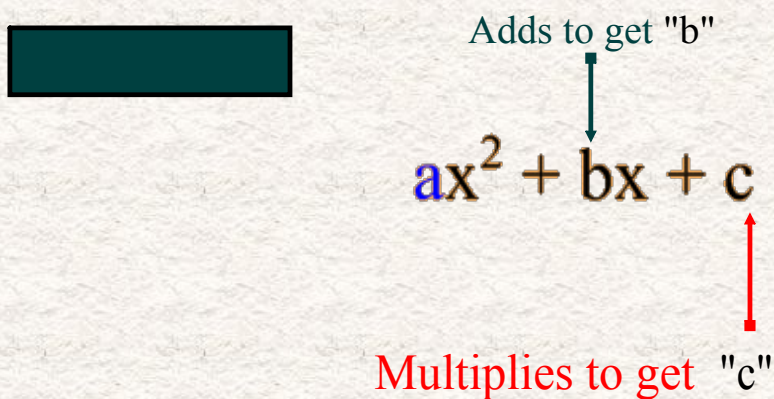 Adds to get "b"
ax² + bx + c
Multiplies to get "c"